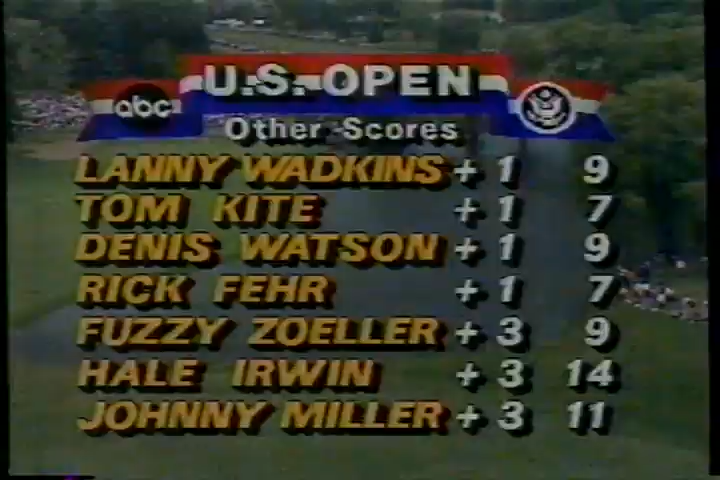 abc
U.S. OPEN
Other Scores
LANNY WADKINS + 1 9
TOM KITE + 1 7
DENIS WATSON + 1 9
RICK FEHR + 1 7
FUZZY ZOELLER + 3 9
HALE IRWIN + 3 14
JOHNNY MILLER + 3 11